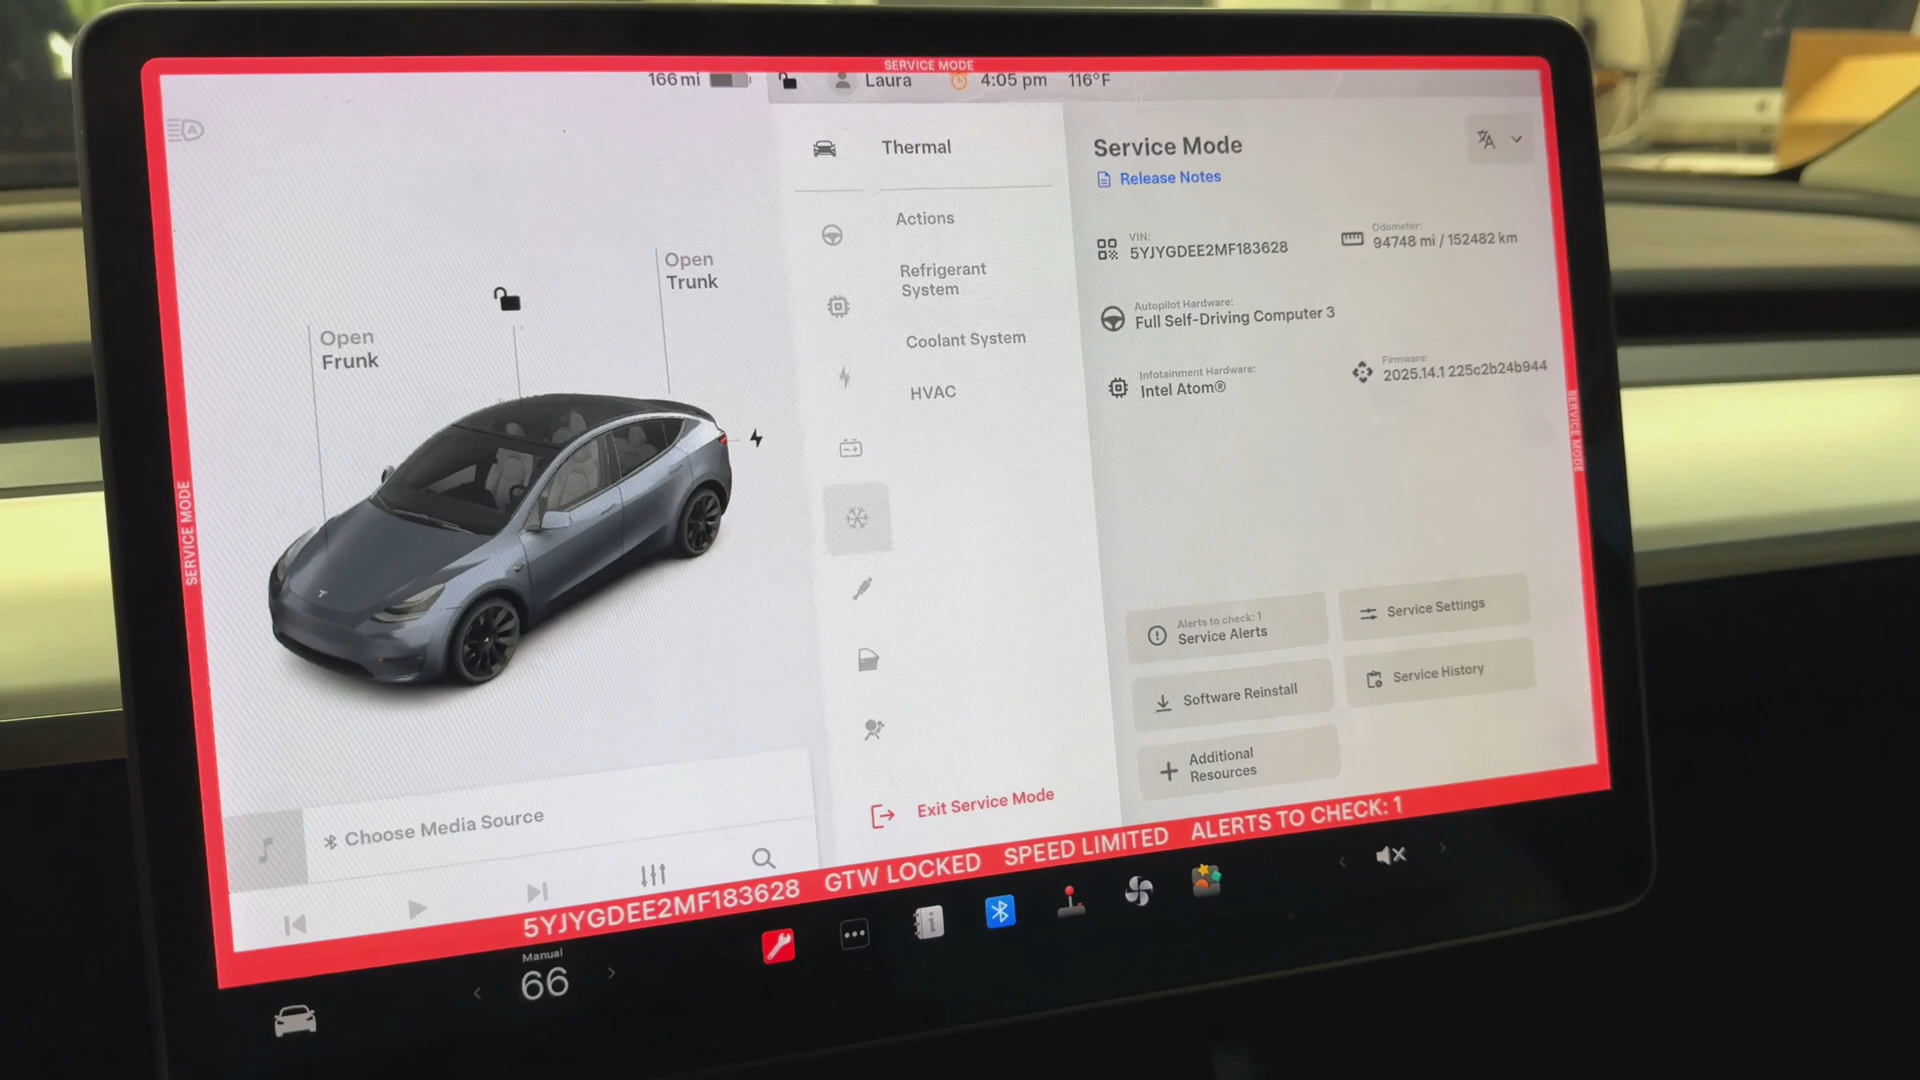 SERVICE MODE
166 mi
Laura
4:05 pm
116°F
A
Thermal
Service Mode
Release Notes
Actions
Refrigerant
System
Coolant System
HVAC
VIN:
5YJYGDEE2MF183628
Odometer:
94748 mi / 152482 km
Autopilot Hardware:
Full Self-Driving Computer 3
Infotainment Hardware:
Intel Atom®
Firmware:
2025.14.1 225c2b24b944
Open
Trunk
Open
Frunk
SERVICE MODE
SERVICE MODE
Alerts to check: 1
Service Alerts
Service Settings
Software Reinstall
Service History
Additional
Resources
Exit Service Mode
Choose Media Source
5YJYGDEE2MF183628 GTW LOCKED SPEED LIMITED ALERTS TO CHECK: 1
Manual
66